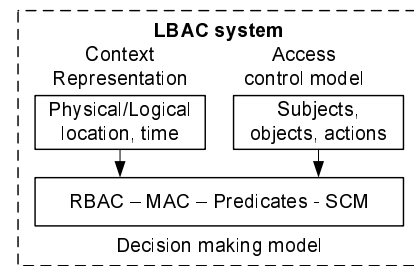 LBAC system
Context
Representation
Access
control model
Physical/Logical
location, time
Subjects,
objects, actions
RBAC – MAC – Predicates - SCM
Decision making model